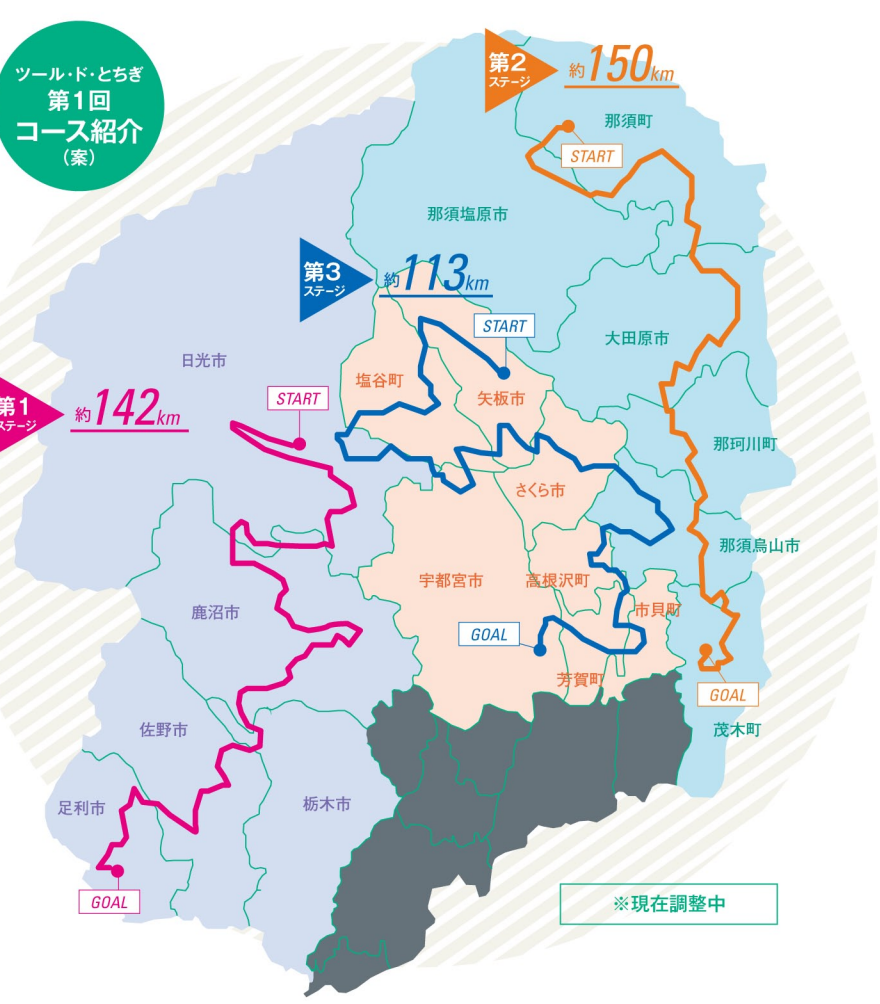 ツール・ド・とちぎ
第1回
コース紹介
（案）
第2
ステージ
約150km
那須町
START
那須塩原市
第3
ステージ
約113km
START
大田原市
日光市
塩谷町
矢板市
第1
ステージ
約142km
START
那珂川町
さくら市
那須烏山市
宇都宮市
高根沢町
鹿沼市
市貝町
GOAL
芳賀町
GOAL
茂木町
佐野市
足利市
栃木市
GOAL
※現在調整中